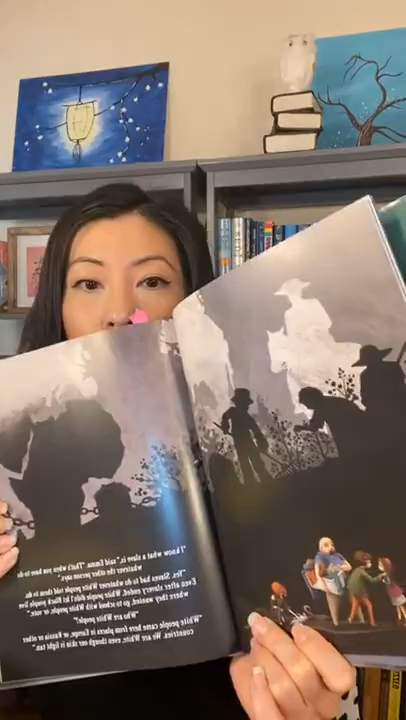 "I know what a slave is," said Emma. "That's when you have to do
whatever the other person says."
"Yes. Slaves had to do whatever White people told them to do.
Even after slavery ended, White people didn't let Black people live
where they wanted, go to school with White people, or vote."
"Who are White people?"
"White people came here from places in Europe, or Russia or other
countries. We are White, even though our skin is light tan."